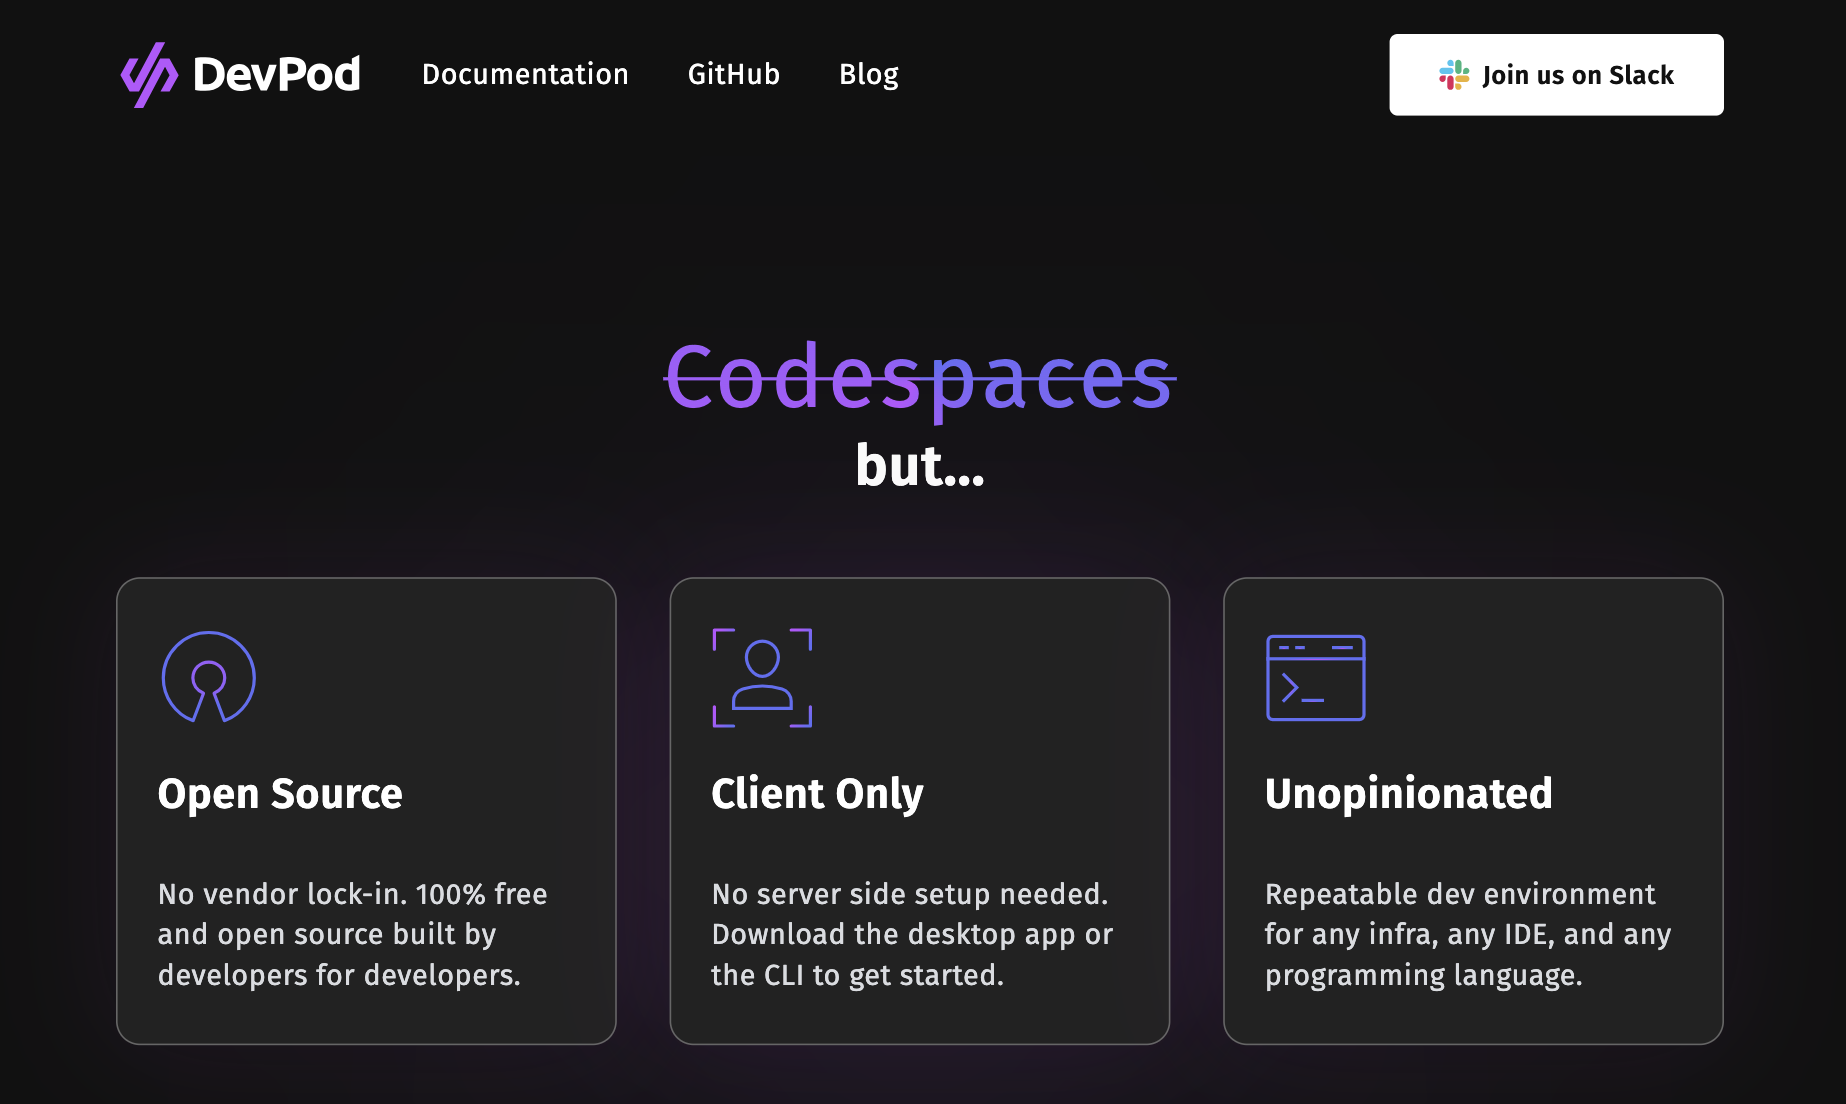 DevPod
Documentation
GitHub
Blog
Join us on Slack
Codespaces
but...
Open Source
No vendor lock-in. 100% free
and open source built by
developers for developers.
Client Only
No server side setup needed.
Download the desktop app or
the CLI to get started.
Unopinionated
Repeatable dev environment
for any infra, any IDE, and any
programming language.